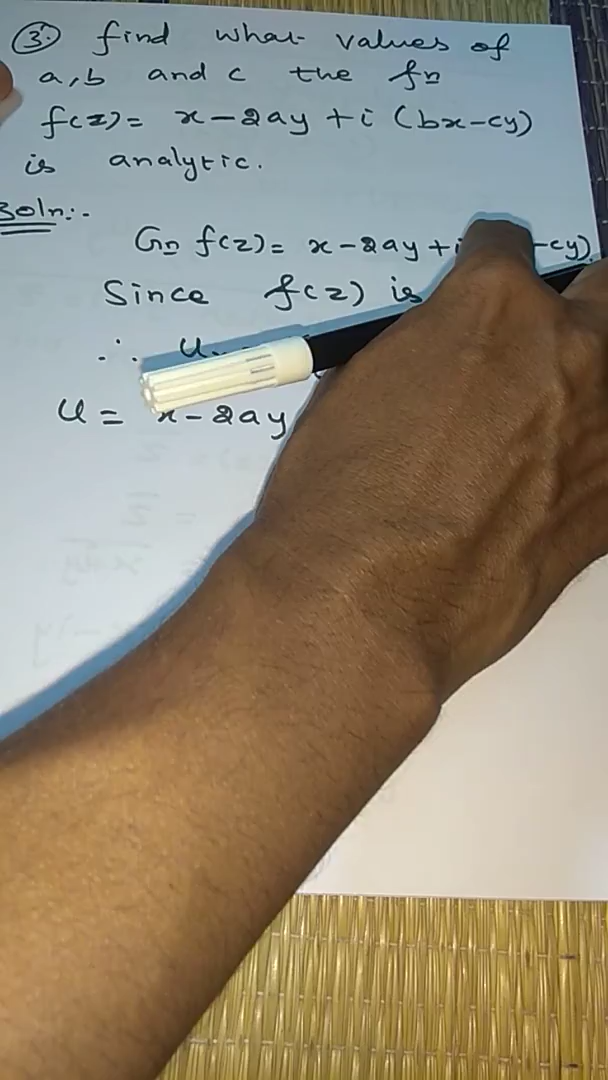 ③ find what values of
a, b and c the fn
f(z) = x - 2ay + i (bx - cy)
is analytic.
Soln:-
Gn f(z) = x - 2ay + i -cy).
Since f(z) is
∴ u
u = x - 2ay